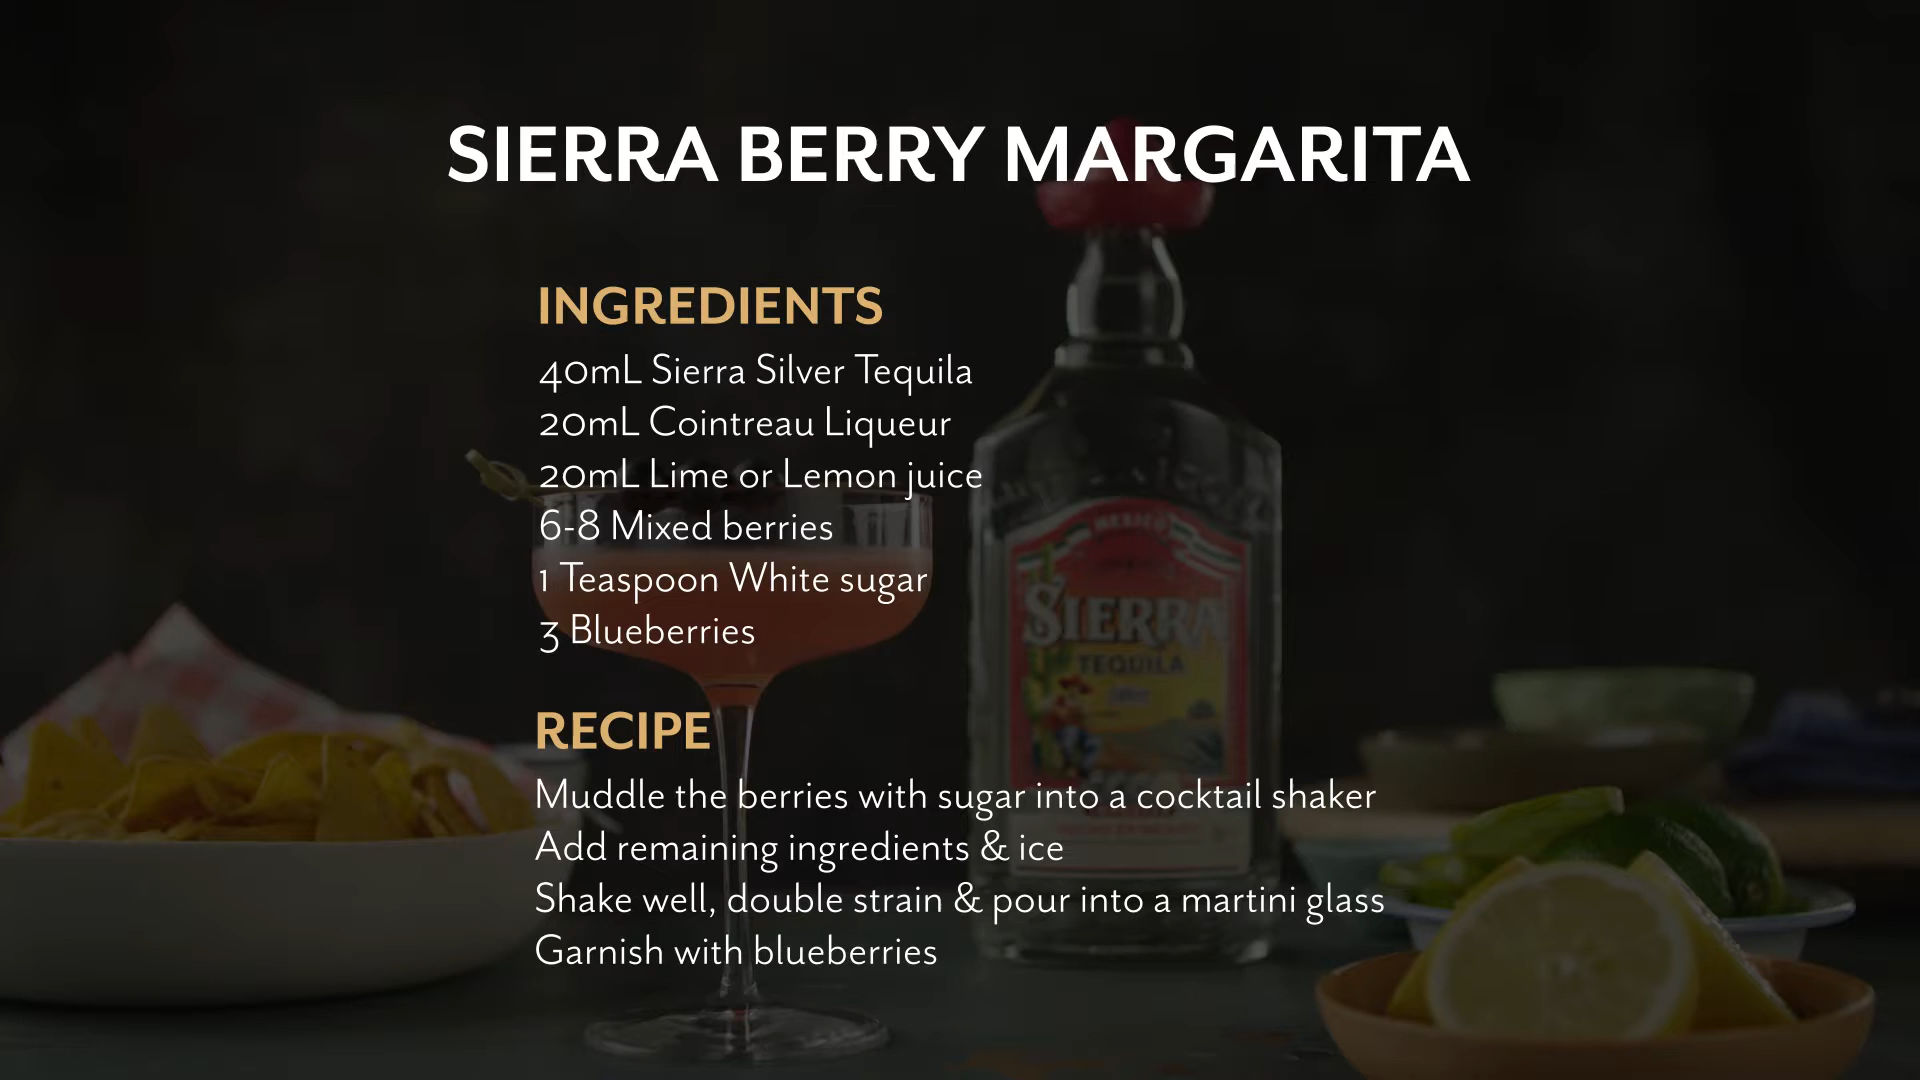 SIERRA BERRY MARGARITA
INGREDIENTS
40mL Sierra Silver Tequila
20mL Cointreau Liqueur
20mL Lime or Lemon juice
6-8 Mixed berries
1 Teaspoon White sugar
3 Blueberries
MEXICO
SIERRA
TEQUILA
RECIPE
Muddle the berries with sugar into a cocktail shaker
Add remaining ingredients & ice
Shake well, double strain & pour into a martini glass
Garnish with blueberries